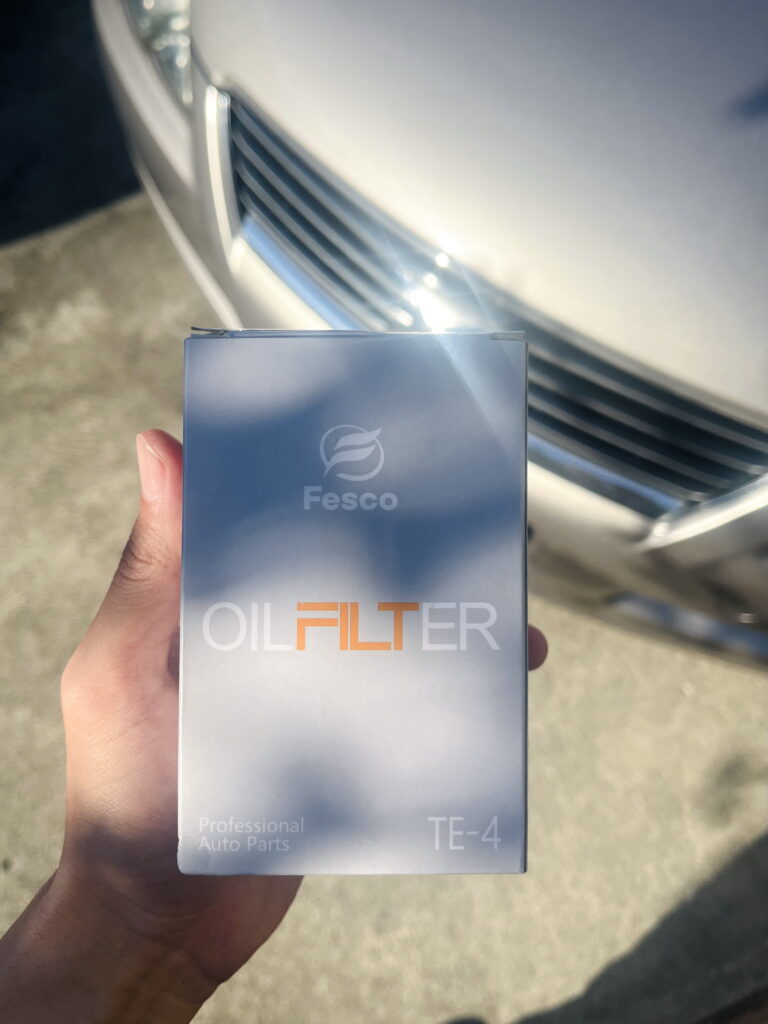 Fesco
OILFILTER
Professional
Auto Parts
TE-4